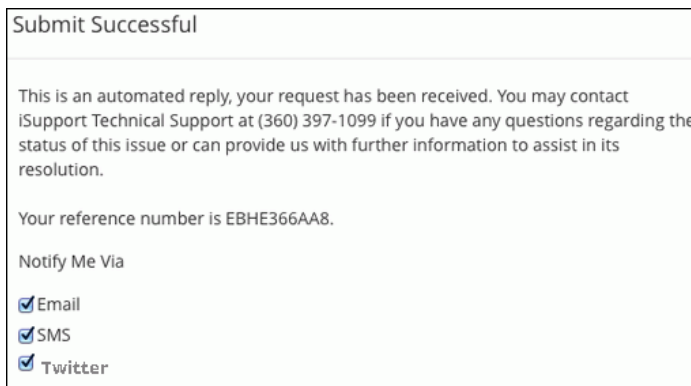 Submit Successful
This is an automated reply, your request has been received. You may contact
iSupport Technical Support at (360) 397-1099 if you have any questions regarding the
status of this issue or can provide us with further information to assist in its
resolution.
Your reference number is EBHE366AA8.
Notify Me Via
Email
SMS
Twitter